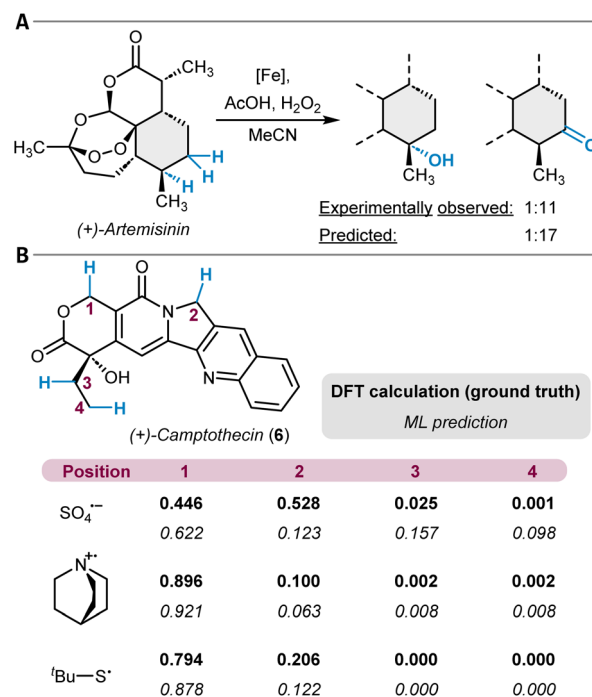 A
[Fe],
AcOH, H₂O₂
MeCN
O
O
CH₃
O
O
H₃C
O
O
H
H
H
CH₃
(+)-Artemisinin
OH
CH₃
O
CH₃
Experimentally observed: 1:11
Predicted: 1:17
B
H
O
H
1
O
N
2
O
3
OH
H
4
H
N
(+)-Camptothecin (6)
DFT calculation (ground truth)
ML prediction
Position 1 2 3 4
SO₄•− 0.446 0.528 0.025 0.001
0.622 0.123 0.157 0.098
N+• 0.896 0.100 0.002 0.002
0.921 0.063 0.008 0.008
ᵗBu—S• 0.794 0.206 0.000 0.000
0.878 0.122 0.000 0.000